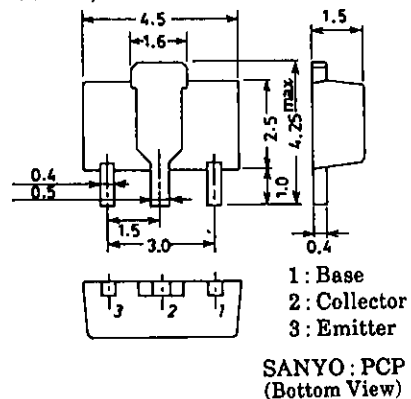 4.5
1.6
1.5
2.5
4.25max
1.0
0.4
0.5
1.5
3.0
0.4
3 2 1
1 : Base
2 : Collector
3 : Emitter
SANYO : PCP
(Bottom View)